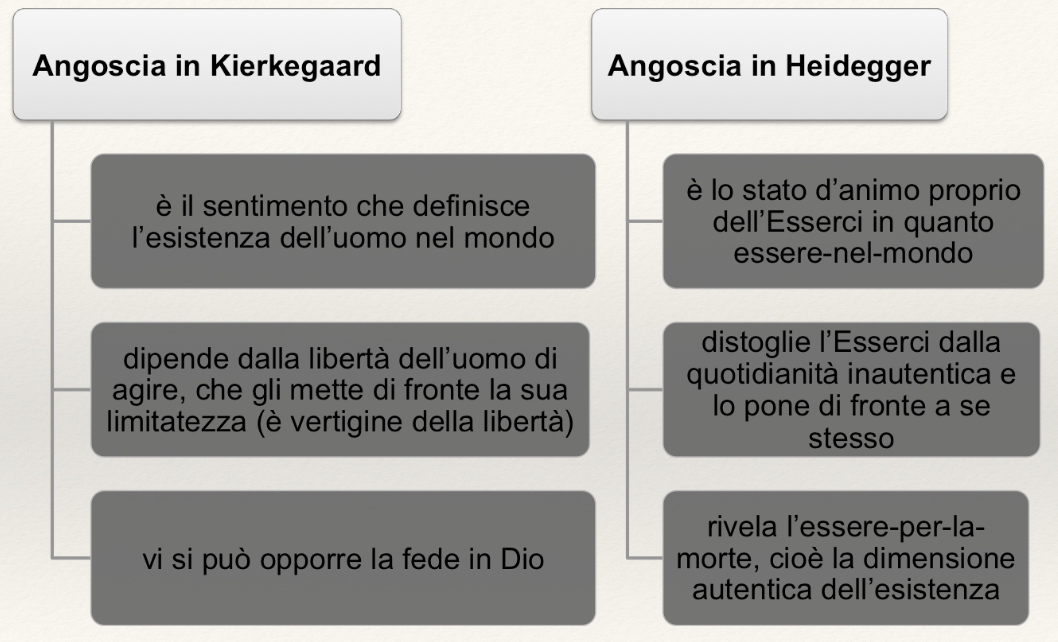 Angoscia in Kierkegaard
è il sentimento che definisce
l’esistenza dell’uomo nel mondo
dipende dalla libertà dell’uomo di
agire, che gli mette di fronte la sua
limitatezza (è vertigine della libertà)
vi si può opporre la fede in Dio
Angoscia in Heidegger
è lo stato d’animo proprio
dell’Esserci in quanto
essere-nel-mondo
distoglie l’Esserci dalla
quotidianità inautentica e
lo pone di fronte a se
stesso
rivela l’essere-per-la-
morte, cioè la dimensione
autentica dell’esistenza